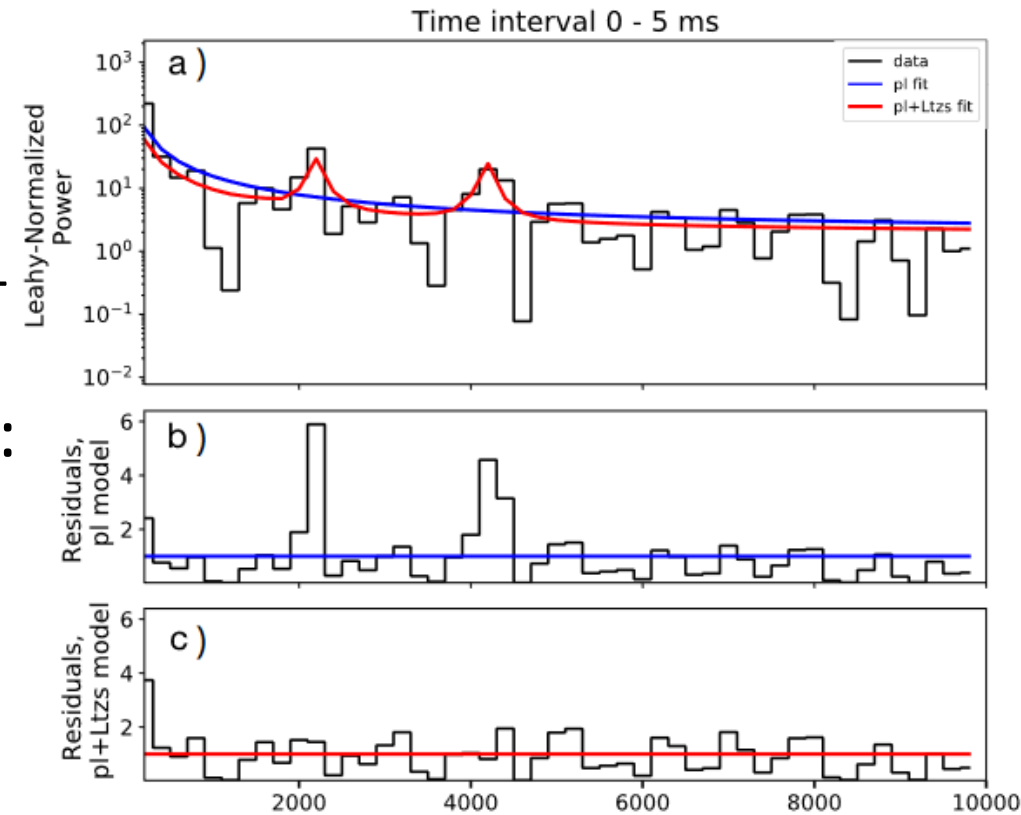 Time interval 0 - 5 ms
a )
data
pl fit
pl+Ltzs fit
Leahy-Normalized
Power
10³
10²
10¹
10⁰
10⁻¹
10⁻²
-
:
b )
Residuals,
pl model
6
4
2
c )
Residuals,
pl+Ltzs model
6
4
2
2000
4000
6000
8000
10000